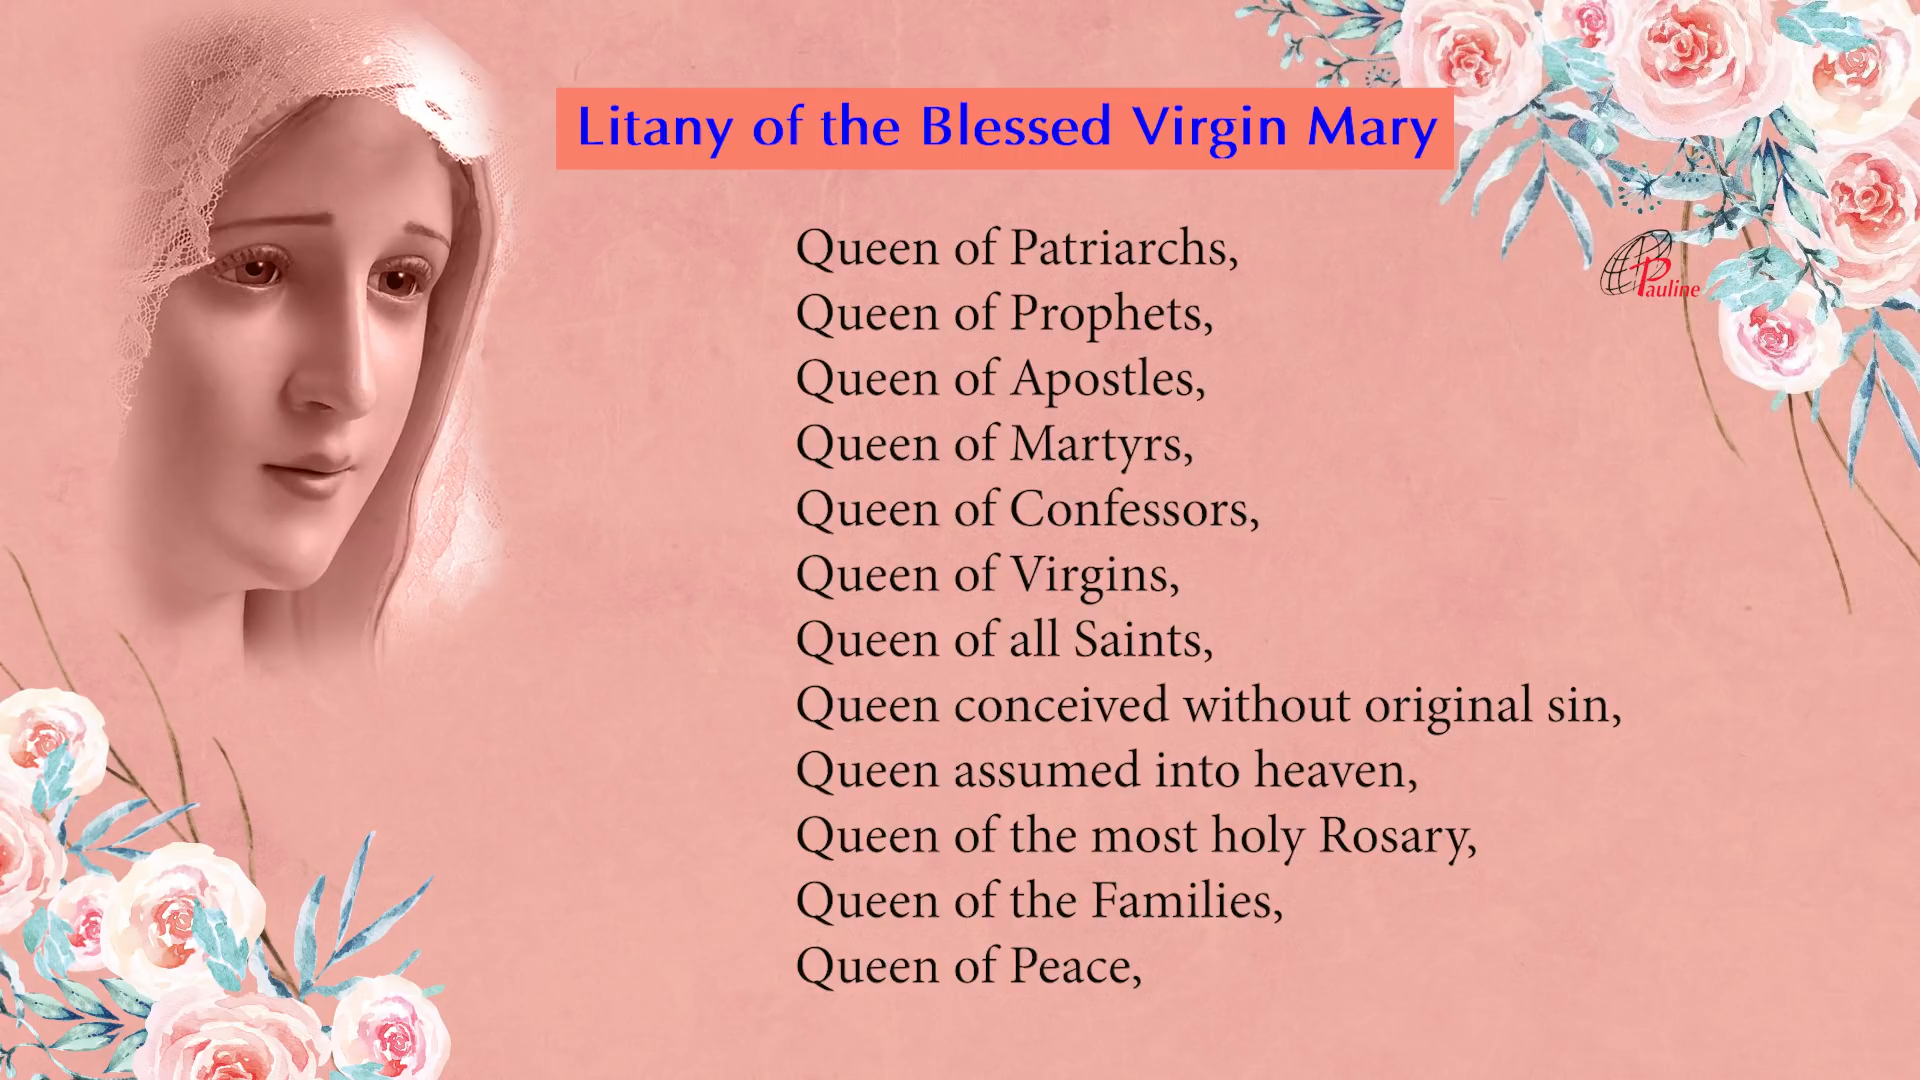 Litany of the Blessed Virgin Mary
Queen of Patriarchs,
Queen of Prophets,
Queen of Apostles,
Queen of Martyrs,
Queen of Confessors,
Queen of Virgins,
Queen of all Saints,
Queen conceived without original sin,
Queen assumed into heaven,
Queen of the most holy Rosary,
Queen of the Families,
Queen of Peace,
Pauline